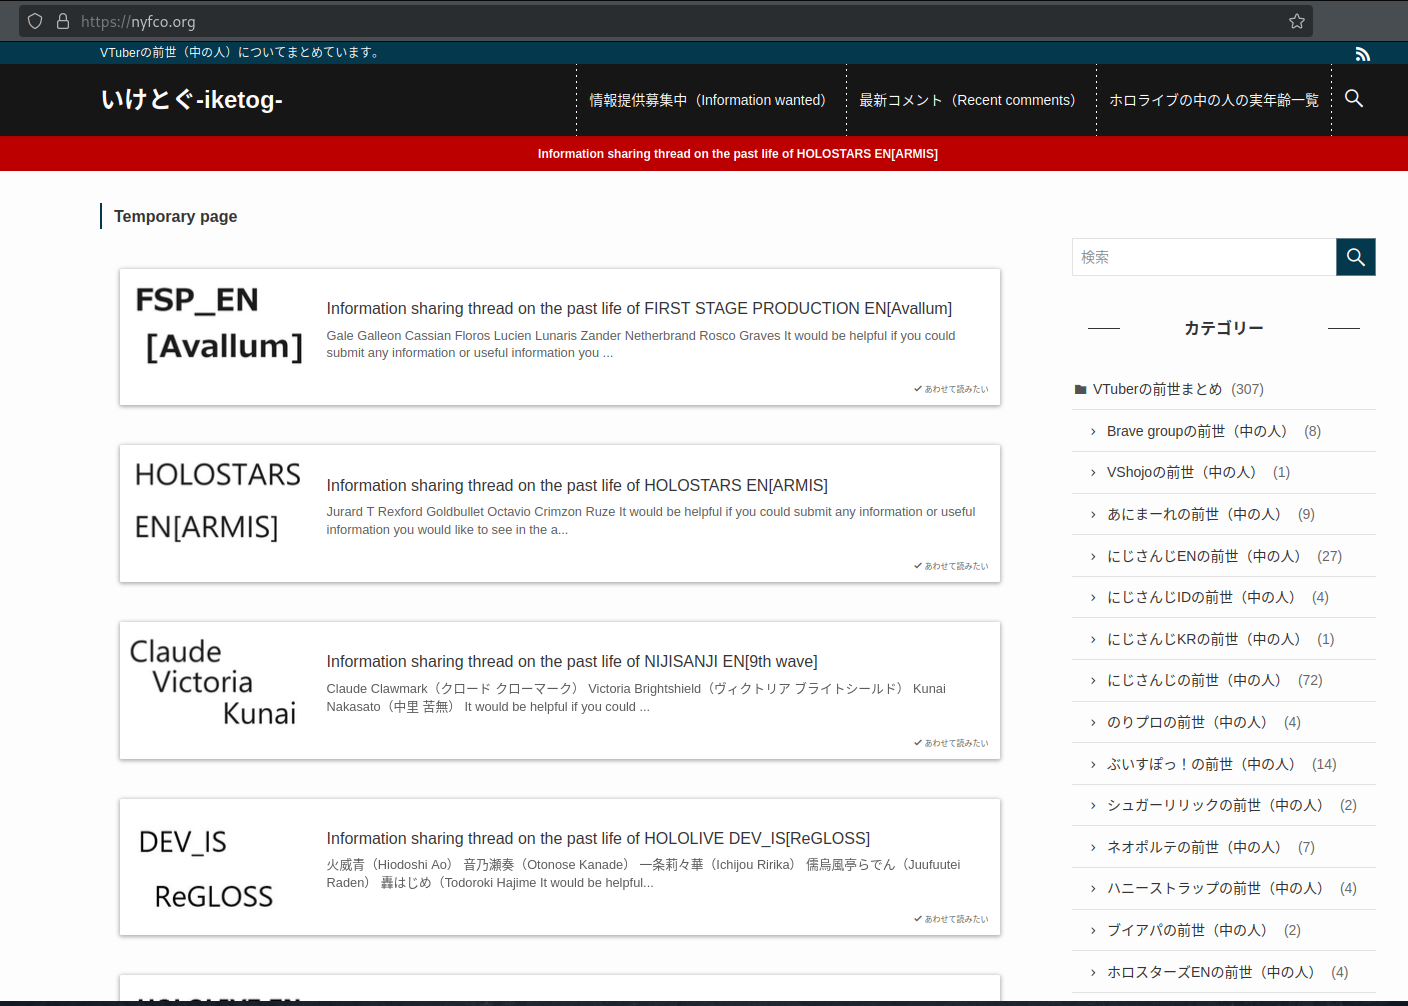 https://nyfco.org
VTuberの前世（中の人）についてまとめています。
いけとぐ-iketog-
情報提供募集中（Information wanted）
最新コメント（Recent comments）
ホロライブの中の人の実年齢一覧
Information sharing thread on the past life of HOLOSTARS EN[ARMIS]
Temporary page
FSP_EN
[Avallum]
Information sharing thread on the past life of FIRST STAGE PRODUCTION EN[Avallum]
Gale Galleon Cassian Floros Lucien Lunaris Zander Netherbrand Rosco Graves It would be helpful if you could
submit any information or useful information you ...
あわせて読みたい
HOLOSTARS
EN[ARMIS]
Information sharing thread on the past life of HOLOSTARS EN[ARMIS]
Jurard T Rexford Goldbullet Octavio Crimzon Ruze It would be helpful if you could submit any information or useful
information you would like to see in the a...
あわせて読みたい
Claude
Victoria
Kunai
Information sharing thread on the past life of NIJISANJI EN[9th wave]
Claude Clawmark（クロード クローマーク） Victoria Brightshield（ヴィクトリア ブライトシールド） Kunai
Nakasato（中里 苦無） It would be helpful if you could ...
あわせて読みたい
DEV_IS
ReGLOSS
Information sharing thread on the past life of HOLOLIVE DEV_IS[ReGLOSS]
火威青（Hiodoshi Ao） 音乃瀬奏（Otonose Kanade） 一条莉々華（Ichijou Ririka） 儒烏風亭らでん（Juufuutei
Raden） 轟はじめ（Todoroki Hajime It would be helpful...
あわせて読みたい
HOLOLIVE EN
検索
カテゴリー
VTuberの前世まとめ (307)
Brave groupの前世（中の人） (8)
VShojoの前世（中の人） (1)
あにまーれの前世（中の人） (9)
にじさんじENの前世（中の人） (27)
にじさんじIDの前世（中の人） (4)
にじさんじKRの前世（中の人） (1)
にじさんじの前世（中の人） (72)
のりプロの前世（中の人） (4)
ぶいすぽっ！の前世（中の人） (14)
シュガーリリックの前世（中の人） (2)
ネオポルテの前世（中の人） (7)
ハニーストラップの前世（中の人） (4)
ブイアパの前世（中の人） (2)
ホロスターズENの前世（中の人） (4)